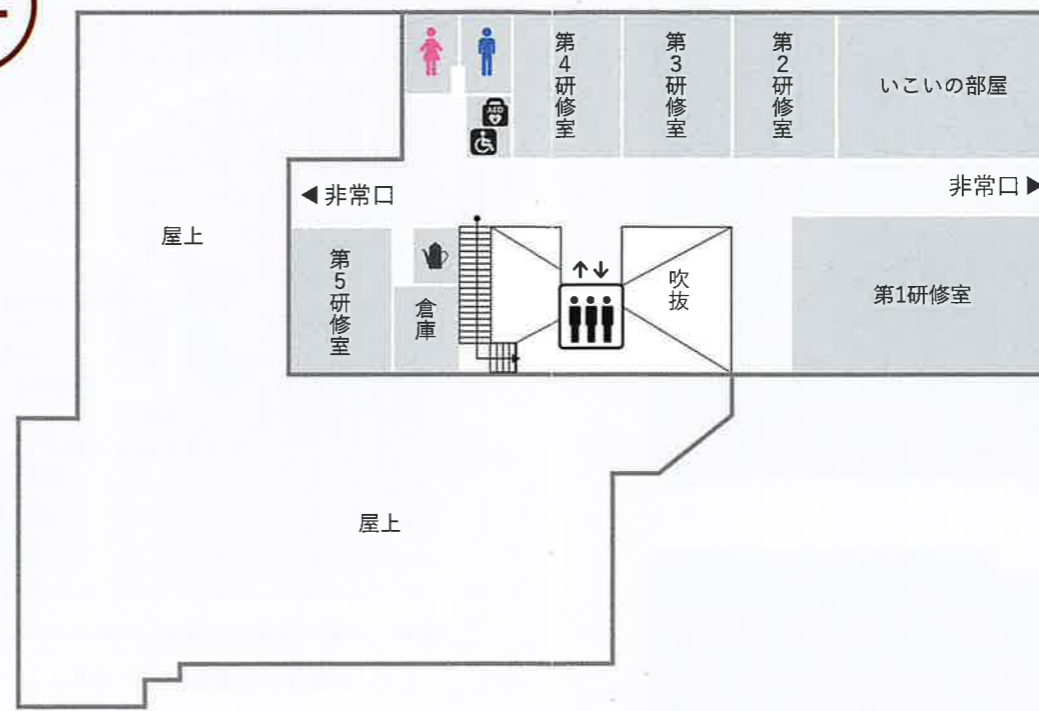 第4研修室
第3研修室
第2研修室
いこいの部屋
AED
◀非常口
非常口▶
屋上
第5研修室
倉庫
↑↓
吹抜
第1研修室
屋上